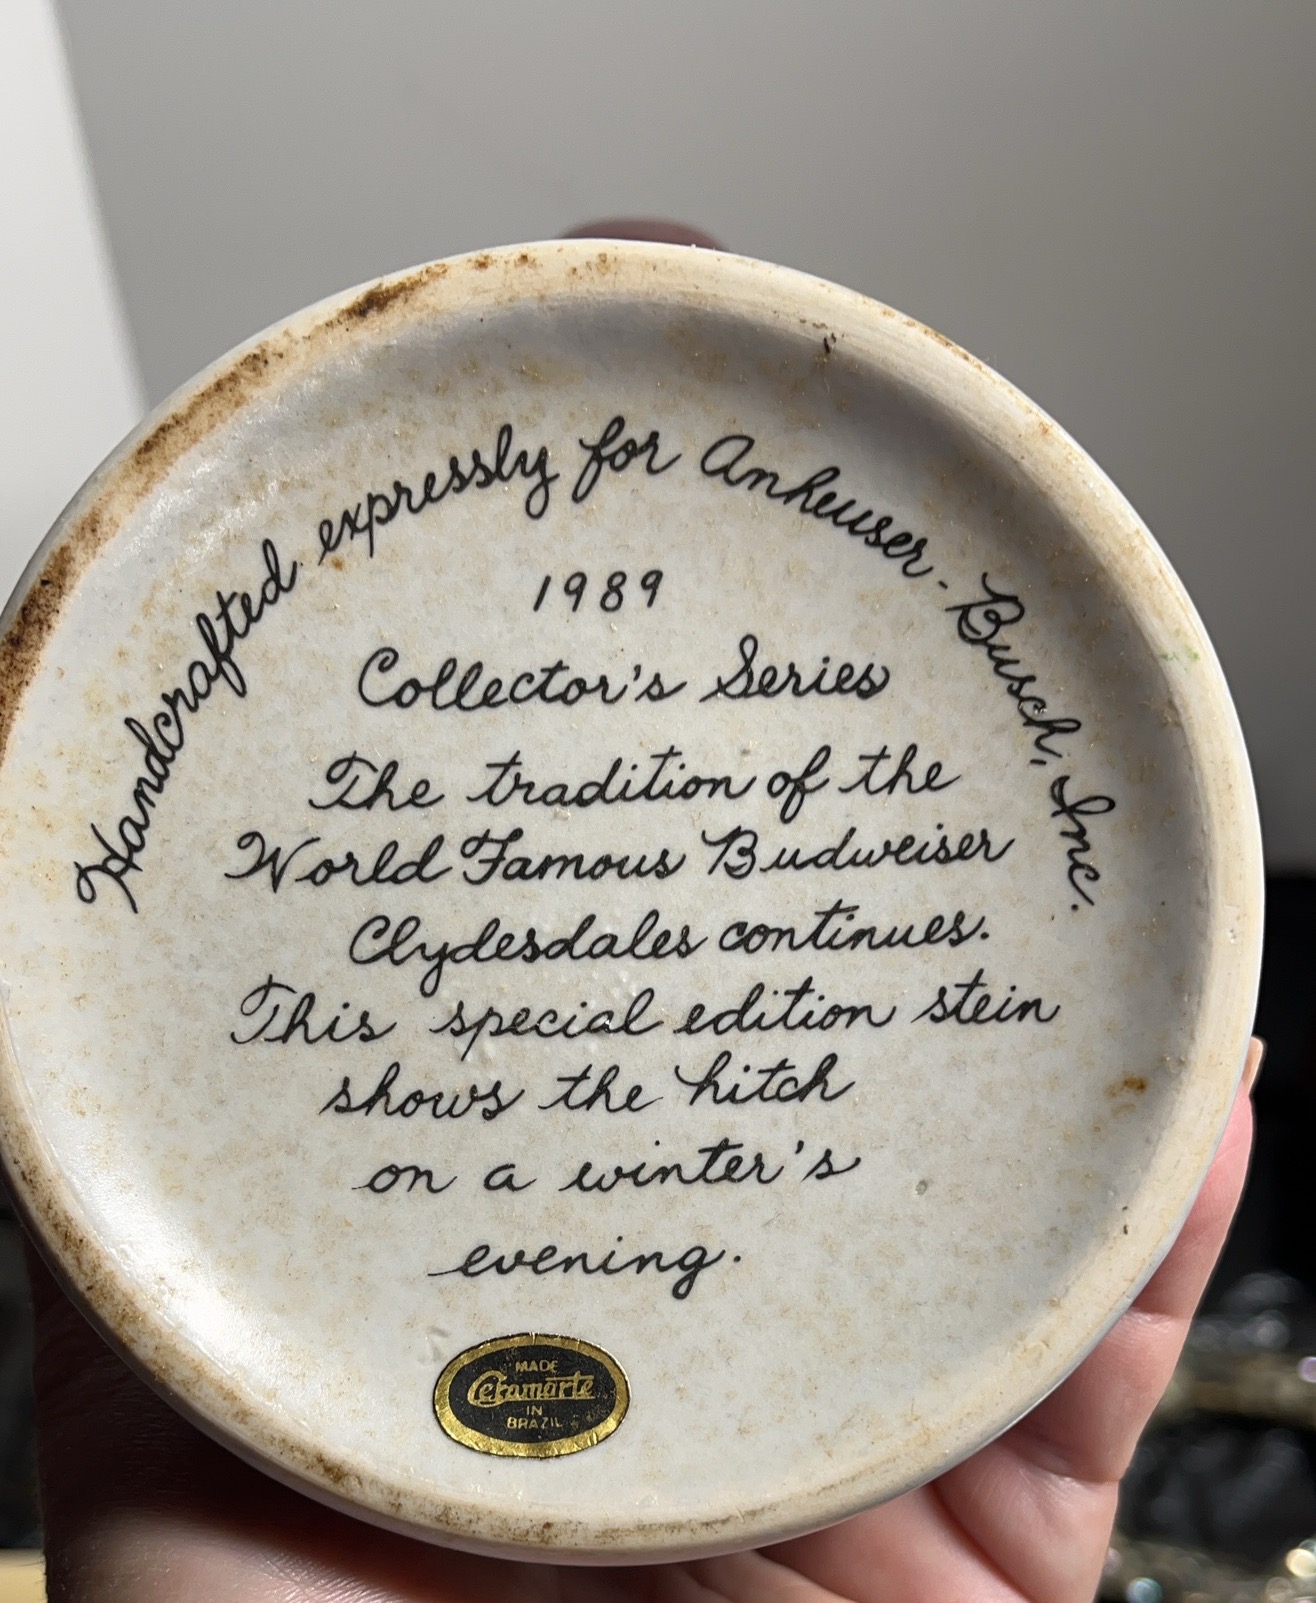 Handcrafted expressly for Anheuser-Busch, Inc.
1989
Collector's Series
The tradition of the
World Famous Budweiser
Clydesdales continues.
This special edition stein
shows the hitch
on a winter's
evening.
MADE
Ceramarte
IN
BRAZIL